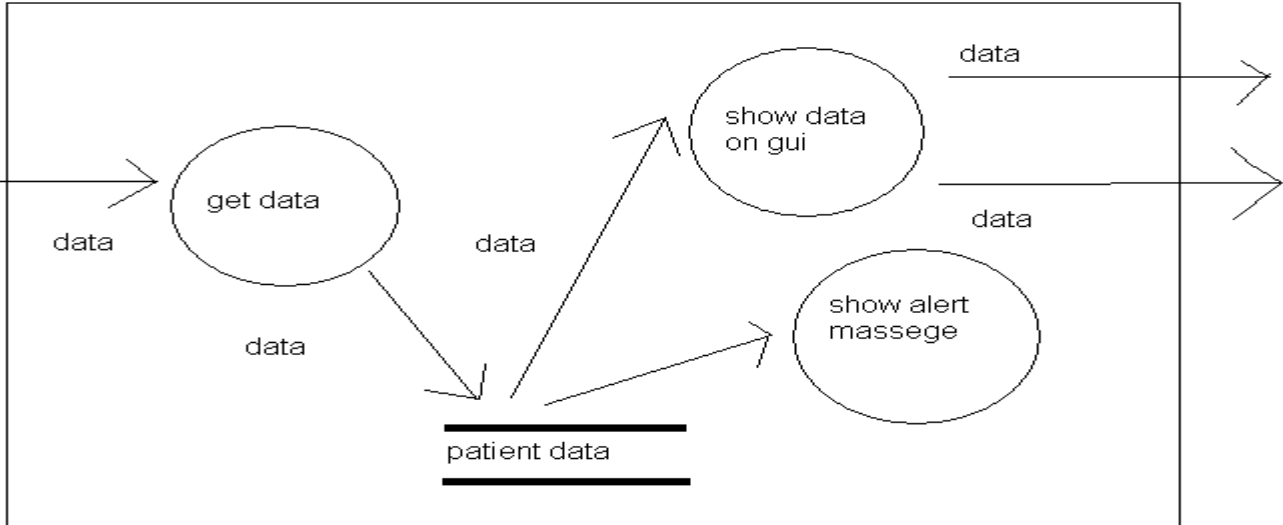 data
show data
on gui
get data
data
data
data
show alert
massege
data
patient data